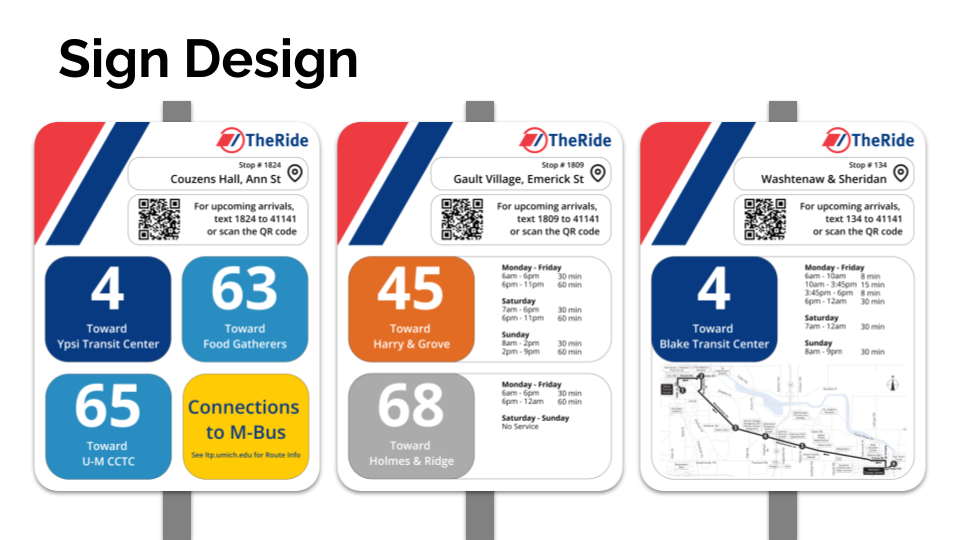 Sign Design
TheRide
Stop # 1824
Couzens Hall, Ann St
For upcoming arrivals,
text 1824 to 41141
or scan the QR code
4
Toward
Ypsi Transit Center
63
Toward
Food Gatherers
65
Toward
U-M CCTC
Connections
to M-Bus
See ltp.umich.edu for Route Info
TheRide
Stop # 1809
Gault Village, Emerick St
For upcoming arrivals,
text 1809 to 41141
or scan the QR code
45
Toward
Harry & Grove
Monday - Friday
6am - 6pm 30 min
6pm - 11pm 60 min
Saturday
7am - 6pm 30 min
6pm - 11pm 60 min
Sunday
8am - 2pm 30 min
2pm - 9pm 60 min
68
Toward
Holmes & Ridge
Monday - Friday
6am - 6pm 30 min
6pm - 12am 60 min
Saturday - Sunday
No Service
TheRide
Stop # 134
Washtenaw & Sheridan
For upcoming arrivals,
text 134 to 41141
or scan the QR code
4
Toward
Blake Transit Center
Monday - Friday
6am - 10am 8 min
10am - 3:45pm 15 min
3:45pm - 6pm 8 min
6pm - 12am 30 min
Saturday
7am - 12am 30 min
Sunday
8am - 9pm 30 min